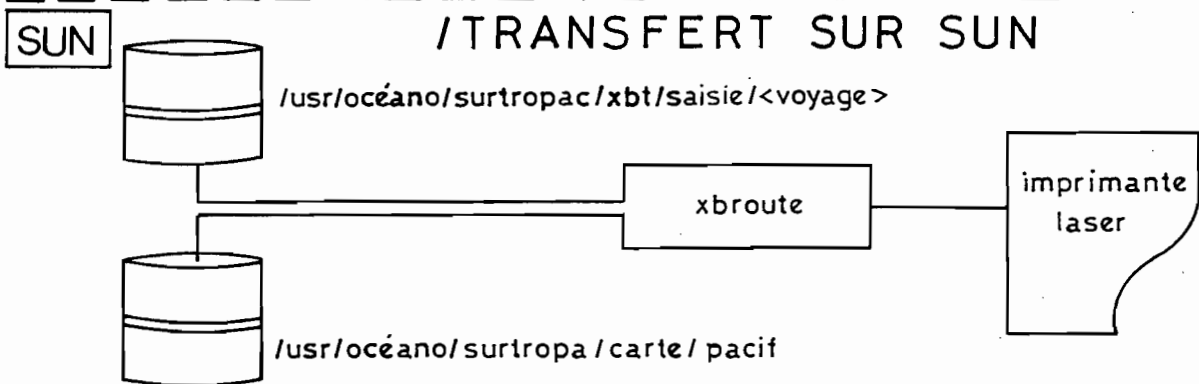 SUN
/TRANSFERT SUR SUN
/usr/océano/surtropac/xbt/saisie/<voyage>
xbroute
imprimante
laser
/usr/océano/surtropa/carte/pacif